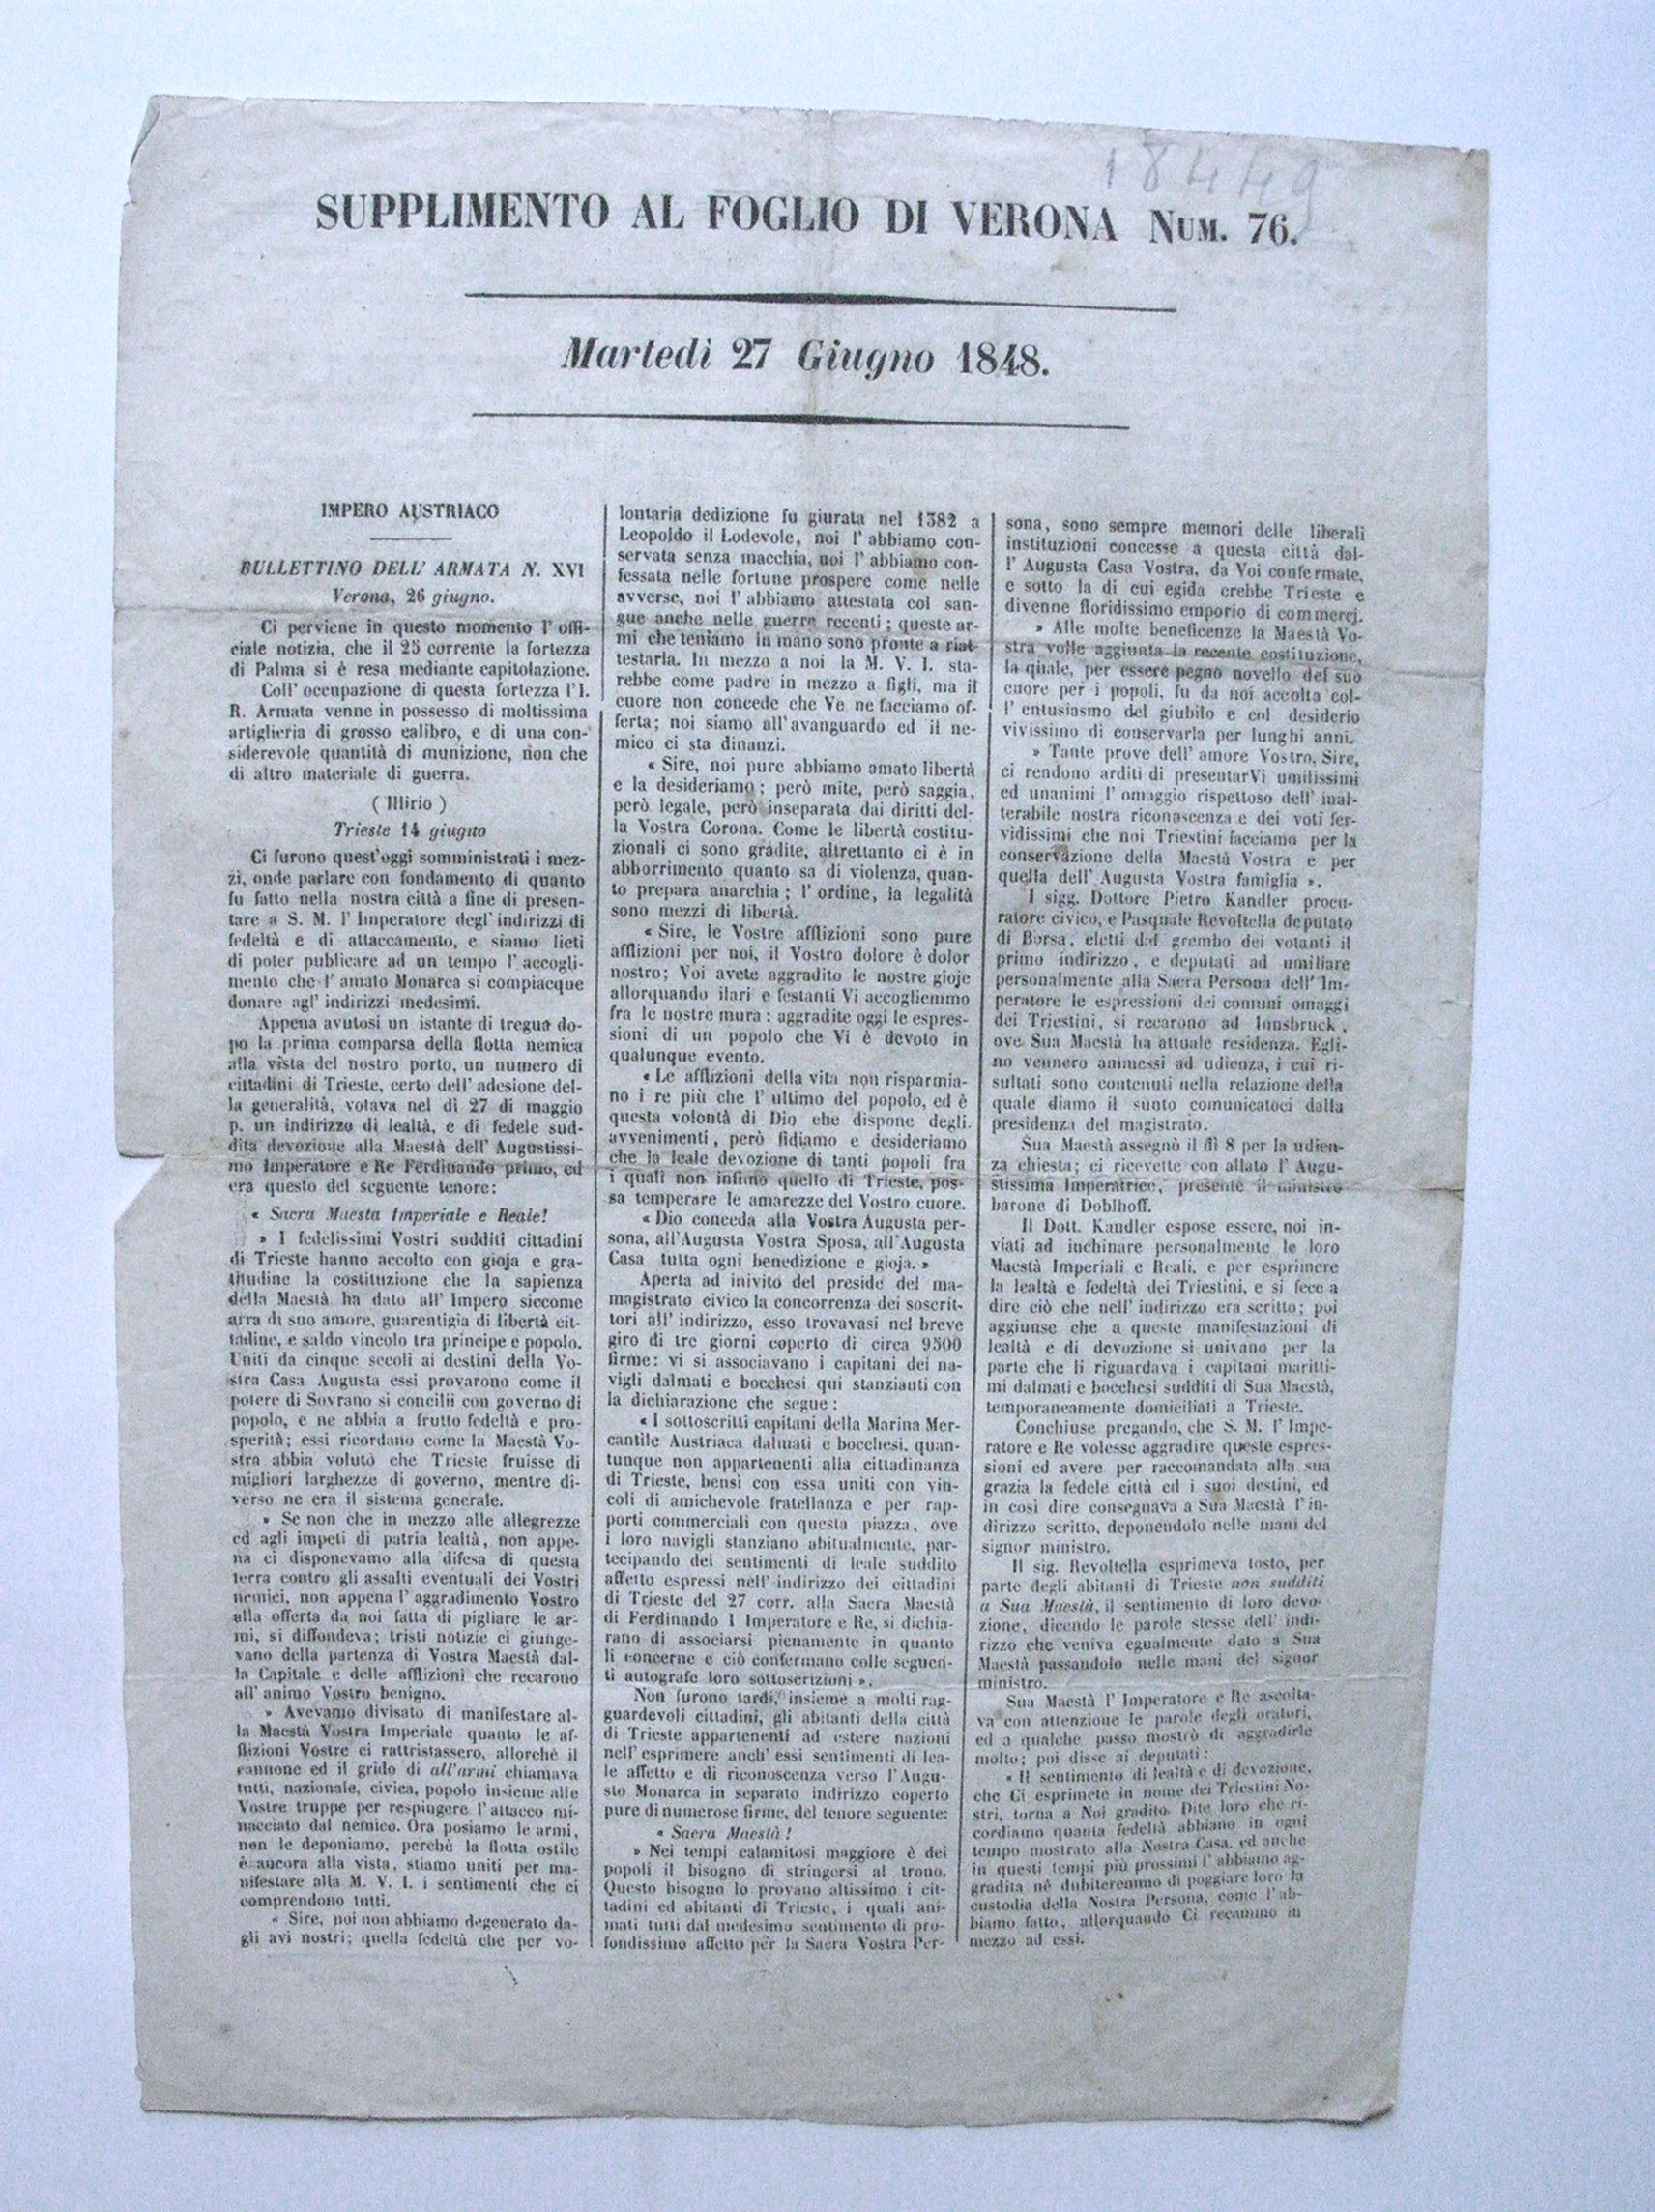 18449
SUPPLIMENTO AL FOGLIO DI VERONA NUM. 76.
Martedì 27 Giugno 1848.
IMPERO AUSTRIACO
BULLETTINO DELL' ARMATA N. XVI
Verona, 26 giugno.
Ci perviene in questo momento l' offi-
ciale notizia, che il 25 corrente la fortezza
di Palma si è resa mediante capitolazione.
Coll' occupazione di questa fortezza l' I.
R. Armata venne in possesso di moltissima
artiglieria di grosso calibro, e di una con-
siderevole quantità di munizione, non che
di altro materiale di guerra.
( Illirio )
Trieste 14 giugno
Ci furono quest'oggi somministrati i mez-
zi, onde parlare con fondamento di quanto
fu fatto nella nostra città a fine di presen-
tare a S. M. l' Imperatore degl' indirizzi di
fedeltà e di attaccamento, e siamo lieti
di poter publicare ad un tempo l' accogli-
mento che l' amato Monarca si compiacque
donare agl' indirizzi medesimi.
Appena avutosi un istante di tregua do-
po la prima comparsa della flotta nemica
alla vista del nostro porto, un numero di
cittadini di Trieste, certo dell' adesione del-
la generalità, votava nel dì 27 di maggio
p. un indirizzo di lealtà, e di fedele sud-
dita devozione alla Maestà dell' Augustissi-
mo Imperatore e Re Ferdinando primo, ed
era questo del seguente tenore:
« Sacra Maesta Imperiale e Reale!
» I fedelissimi Vostri sudditi cittadini
di Trieste hanno accolto con gioja e gra-
titudine la costituzione che la sapienza
della Maestà ha dato all' Impero siccome
arra di suo amore, guarentigia di libertà cit-
tadine, e saldo vincolo tra principe e popolo.
Uniti da cinque secoli ai destini della Vo-
stra Casa Augusta essi provarono come il
potere di Sovrano si concilii con governo di
popolo, e ne abbia a frutto fedeltà e pro-
sperità; essi ricordano come la Maestà Vo-
stra abbia voluto che Trieste fruisse di
migliori larghezze di governo, mentre di-
verso ne era il sistema generale.
» Se non che in mezzo alle allegrezze
ed agli impeti di patria lealtà, non appe-
na ci disponevamo alla difesa di questa
terra contro gli assalti eventuali dei Vostri
nemici, non appena l' aggradimento Vostro
alla offerta da noi fatta di pigliare le ar-
mi, si diffondeva; tristi notizie ci giunge-
vano della partenza di Vostra Maestà dal-
la Capitale e delle afflizioni che recarono
all' animo Vostro benigno.
» Avevamo divisato di manifestare al-
la Maestà Vostra Imperiale quanto le af-
flizioni Vostre ci rattristassero, allorchè il
cannone ed il grido di all'armi chiamava
tutti, nazionale, civica, popolo insieme alle
Vostre truppe per respingere l' attacco mi-
nacciato dal nemico. Ora posiamo le armi,
non le deponiamo, perchè la flotta ostile
è ancora alla vista, stiamo uniti per ma-
nifestare alla M. V. I. i sentimenti che ci
comprendono tutti.
« Sire, noi non abbiamo degenerato da-
gli avi nostri; quella fedeltà che per vo-
lontaria dedizione fu giurata nel 1382 a
Leopoldo il Lodevole, noi l' abbiamo con-
servata senza macchia, noi l' abbiamo con-
fessata nelle fortune prospere come nelle
avverse, noi l' abbiamo attestata col san-
gue anche nelle guerre recenti; queste ar-
mi che teniamo in mano sono pronte a riat-
testarla. In mezzo a noi la M. V. I. sta-
rebbe come padre in mezzo a figli, ma il
cuore non concede che Ve ne facciamo of-
ferta; noi siamo all' avanguardo ed il ne-
mico ci sta dinanzi.
« Sire, noi pure abbiamo amato libertà
e la desideriamo; però mite, però saggia,
però legale, però inseparata dai diritti del-
la Vostra Corona. Come le libertà costitu-
zionali ci sono gradite, altrettanto ci è in
abborrimento quanto sa di violenza, quan-
to prepara anarchia; l' ordine, la legalità
sono mezzi di libertà.
« Sire, le Vostre afflizioni sono pure
afflizioni per noi, il Vostro dolore è dolor
nostro; Voi avete aggradito le nostre gioje
allorquando ilari e festanti Vi accogliemmo
fra le nostre mura: aggradite oggi le espres-
sioni di un popolo che Vi è devoto in
qualunque evento.
« Le afflizioni della vita non risparmia-
no i re più che l' ultimo del popolo, ed è
questa volontà di Dio che dispone degli
avvenimenti, però fidiamo e desideriamo
che la leale devozione di tanti popoli fra
i quali non infimo quello di Trieste, pos-
sa temperare le amarezze del Vostro cuore.
« Dio conceda alla Vostra Augusta per-
sona, all'Augusta Vostra Sposa, all'Augusta
Casa tutta ogni benedizione e gioja. »
Aperta ad inivito del preside del ma-
magistrato civico la concorrenza dei soscrit-
tori all' indirizzo, esso trovavasi nel breve
giro di tre giorni coperto di circa 9500
firme: vi si associavano i capitani dei na-
vigli dalmati e bocchesi qui stanzianti con
la dichiarazione che segue:
« I sottoscritti capitani della Marina Mer-
cantile Austriaca dalmati e bocchesi, quan-
tunque non appartenenti alla cittadinanza
di Trieste, bensì con essa uniti con vin-
coli di amichevole fratellanza e per rap-
porti commerciali con questa piazza, ove
i loro navigli stanziano abitualmente, par-
tecipando dei sentimenti di leale suddito
affetto espressi nell' indirizzo dei cittadini
di Trieste del 27 corr. alla Sacra Maestà
di Ferdinando I Imperatore e Re, si dichia-
rano di associarsi pienamente in quanto
li concerne e ciò confermano colle seguen-
ti autografe loro sottoscrizioni ».
Non furono tardi, insieme a molti rag-
guardevoli cittadini, gli abitanti della città
di Trieste appartenenti ad estere nazioni
nell' esprimere anch' essi sentimenti di lea-
le affetto e di riconoscenza verso l' Augu-
sto Monarca in separato indirizzo coperto
pure di numerose firme, del tenore seguente:
« Sacra Maestà!
» Nei tempi calamitosi maggiore è dei
popoli il bisogno di stringersi al trono.
Questo bisogno lo provano altissimo i cit-
tadini ed abitanti di Trieste, i quali ani-
mati tutti dal medesimo sentimento di pro-
fondissimo affetto per la Sacra Vostra Per-
sona, sono sempre memori delle liberali
instituzioni concesse a questa città dal-
l' Augusta Casa Vostra, da Voi confermate,
e sotto la di cui egida crebbe Trieste e
divenne floridissimo emporio di commercj.
» Alle molte beneficenze la Maestà Vo-
stra volle aggiunta la recente costituzione,
la quale, per essere pegno novello del suo
cuore per i popoli, fu da noi accolta col-
l' entusiasmo del giubilo e col desiderio
vivissimo di conservarla per lunghi anni.
» Tante prove dell' amore Vostro, Sire,
ci rendono arditi di presentarVi umilissimi
ed unanimi l' omaggio rispettoso dell' inal-
terabile nostra riconoscenza e dei voti fer-
vidissimi che noi Triestini facciamo per la
conservazione della Maestà Vostra e per
quella dell' Augusta Vostra famiglia ».
I sigg. Dottore Pietro Kandler procu-
ratore civico, e Pasquale Revoltella deputato
di Borsa, eletti dal grembo dei votanti il
primo indirizzo, e deputati ad umiliare
personalmente alla Sacra Persona dell' Im-
peratore le espressioni dei comuni omaggi
dei Triestini, si recarono ad Innsbruck,
ove Sua Maestà ha attuale residenza. Egli-
no vennero ammessi ad udienza, i cui ri-
sultati sono contenuti nella relazione della
quale diamo il sunto comunicatoci dalla
presidenza del magistrato.
Sua Maestà assegnò il dì 8 per la udien-
za chiesta; ci ricevette con allato l' Augu-
stissima Imperatrice, presente il ministro
barone di Doblhoff.
Il Dott. Kandler espose essere, noi in-
viati ad inchinare personalmente le loro
Maestà Imperiali e Reali, e per esprimere
la lealtà e fedeltà dei Triestini, e si fece a
dire ciò che nell' indirizzo era scritto; poi
aggiunse che a queste manifestazioni di
lealtà e di devozione si univano per la
parte che li riguardava i capitani maritti-
mi dalmati e bocchesi sudditi di Sua Maestà,
temporaneamente domiciliati a Trieste.
Conchiuse pregando, che S. M. l' Impe-
ratore e Re volesse aggradire queste espres-
sioni ed avere per raccomandata alla sua
grazia la fedele città ed i suoi destini, ed
in così dire consegnava a Sua Maestà l' in-
dirizzo scritto, deponendolo nelle mani del
signor ministro.
Il sig. Revoltella esprimeva tosto, per
parte degli abitanti di Trieste non sudditi
a Sua Maestà, il sentimento di loro devo-
zione, dicendo le parole stesse dell' indi-
rizzo che veniva egualmente dato a Sua
Maestà passandolo nelle mani del signor
ministro.
Sua Maestà l' Imperatore e Re ascolta-
va con attenzione le parole degli oratori,
ed a qualche passo mostrò di aggradirle
molto; poi disse ai deputati:
« Il sentimento di lealtà e di devozione,
che Ci esprimete in nome dei Triestini No-
stri, torna a Noi gradito. Dite loro che ri-
cordiamo quanta fedeltà abbiano in ogni
tempo mostrato alla Nostra Casa, ed anche
in questi tempi più prossimi l' abbiamo ag-
gradita nè dubiteremmo di poggiare loro la
custodia della Nostra Persona, come l' ab-
biamo fatto, allorquando Ci recammo in
mezzo ad essi.